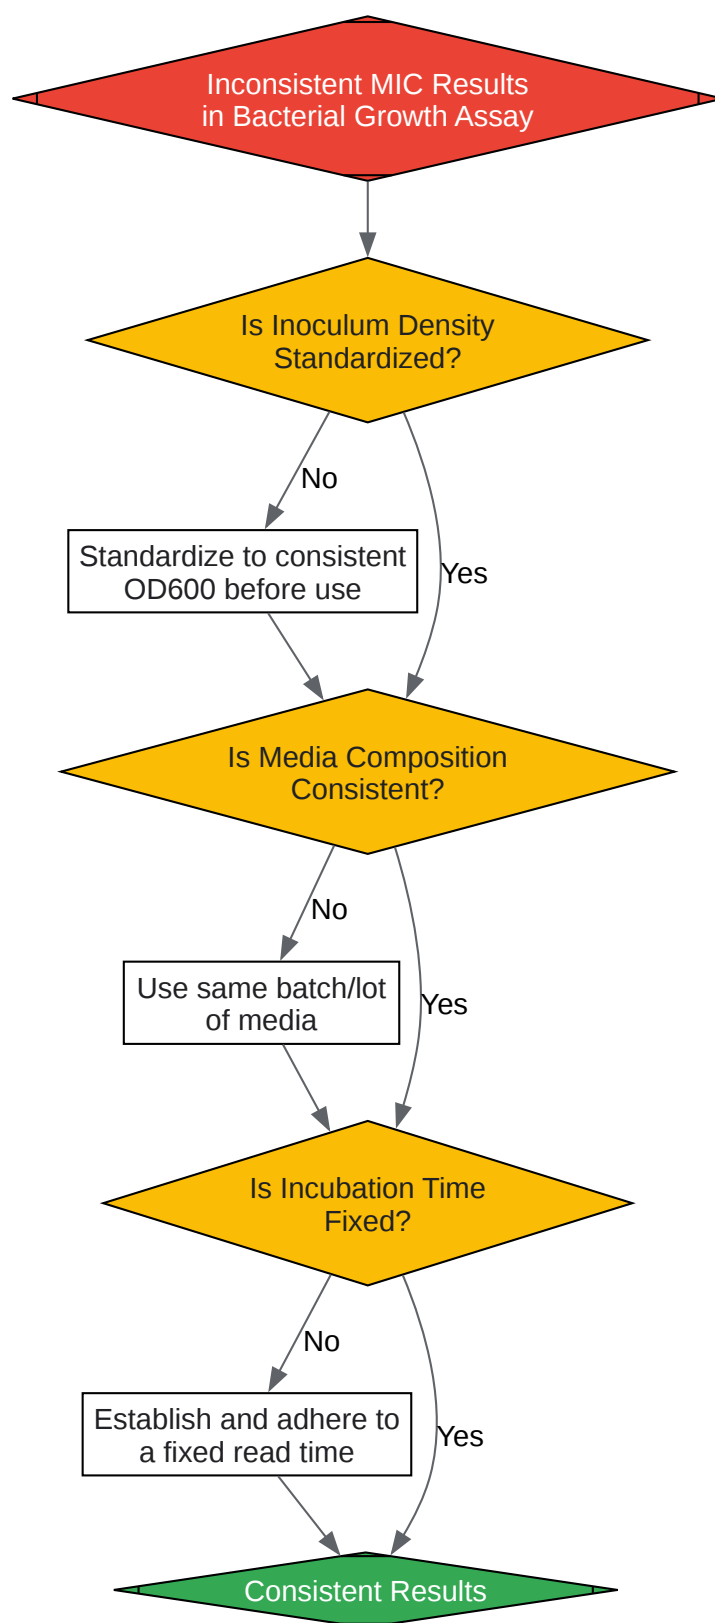 Inconsistent MIC Results
in Bacterial Growth Assay
Is Inoculum Density
Standardized?
No
Standardize to consistent
OD600 before use
Yes
Is Media Composition
Consistent?
No
Use same batch/lot
of media
Yes
Is Incubation Time
Fixed?
No
Establish and adhere to
a fixed read time
Yes
Consistent Results